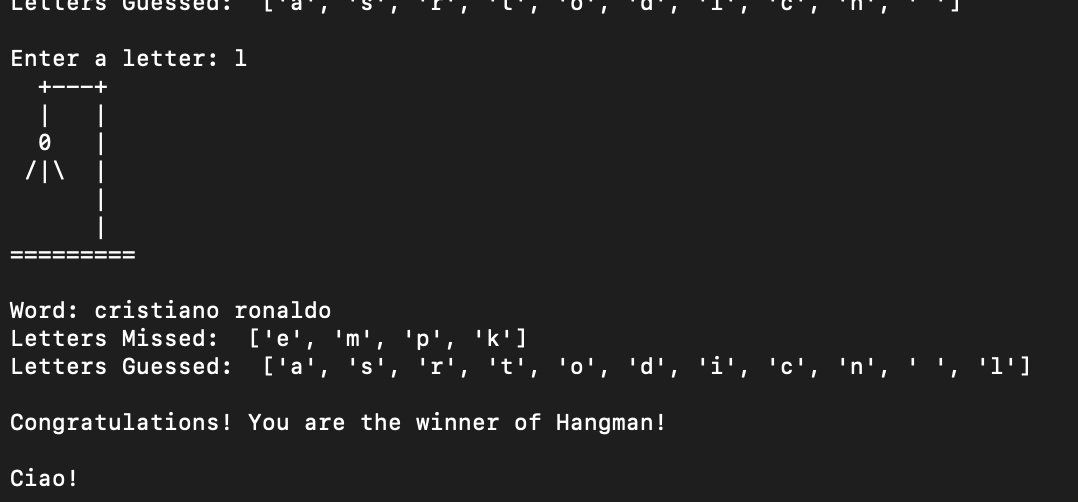 Letters Guessed:  ['a', 's', 'r', 't', 'o', 'd', 'i', 'c', 'n', ' ']
Enter a letter: l
  +---+
  |   |
  0   |
 /|\  |
      |
      |
=========
Word: cristiano ronaldo
Letters Missed:  ['e', 'm', 'p', 'k']
Letters Guessed:  ['a', 's', 'r', 't', 'o', 'd', 'i', 'c', 'n', ' ', 'l']
Congratulations! You are the winner of Hangman!
Ciao!